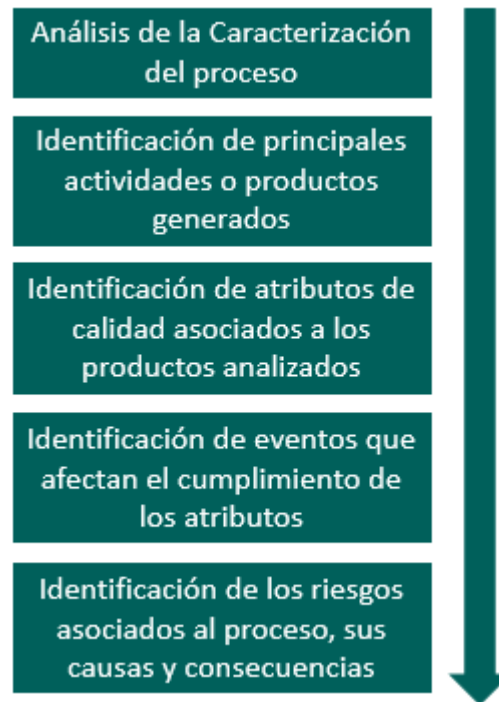 Análisis de la Caracterización
del proceso
Identificación de principales
actividades o productos
generados
Identificación de atributos de
calidad asociados a los
productos analizados
Identificación de eventos que
afectan el cumplimiento de
los atributos
Identificación de los riesgos
asociados al proceso, sus
causas y consecuencias